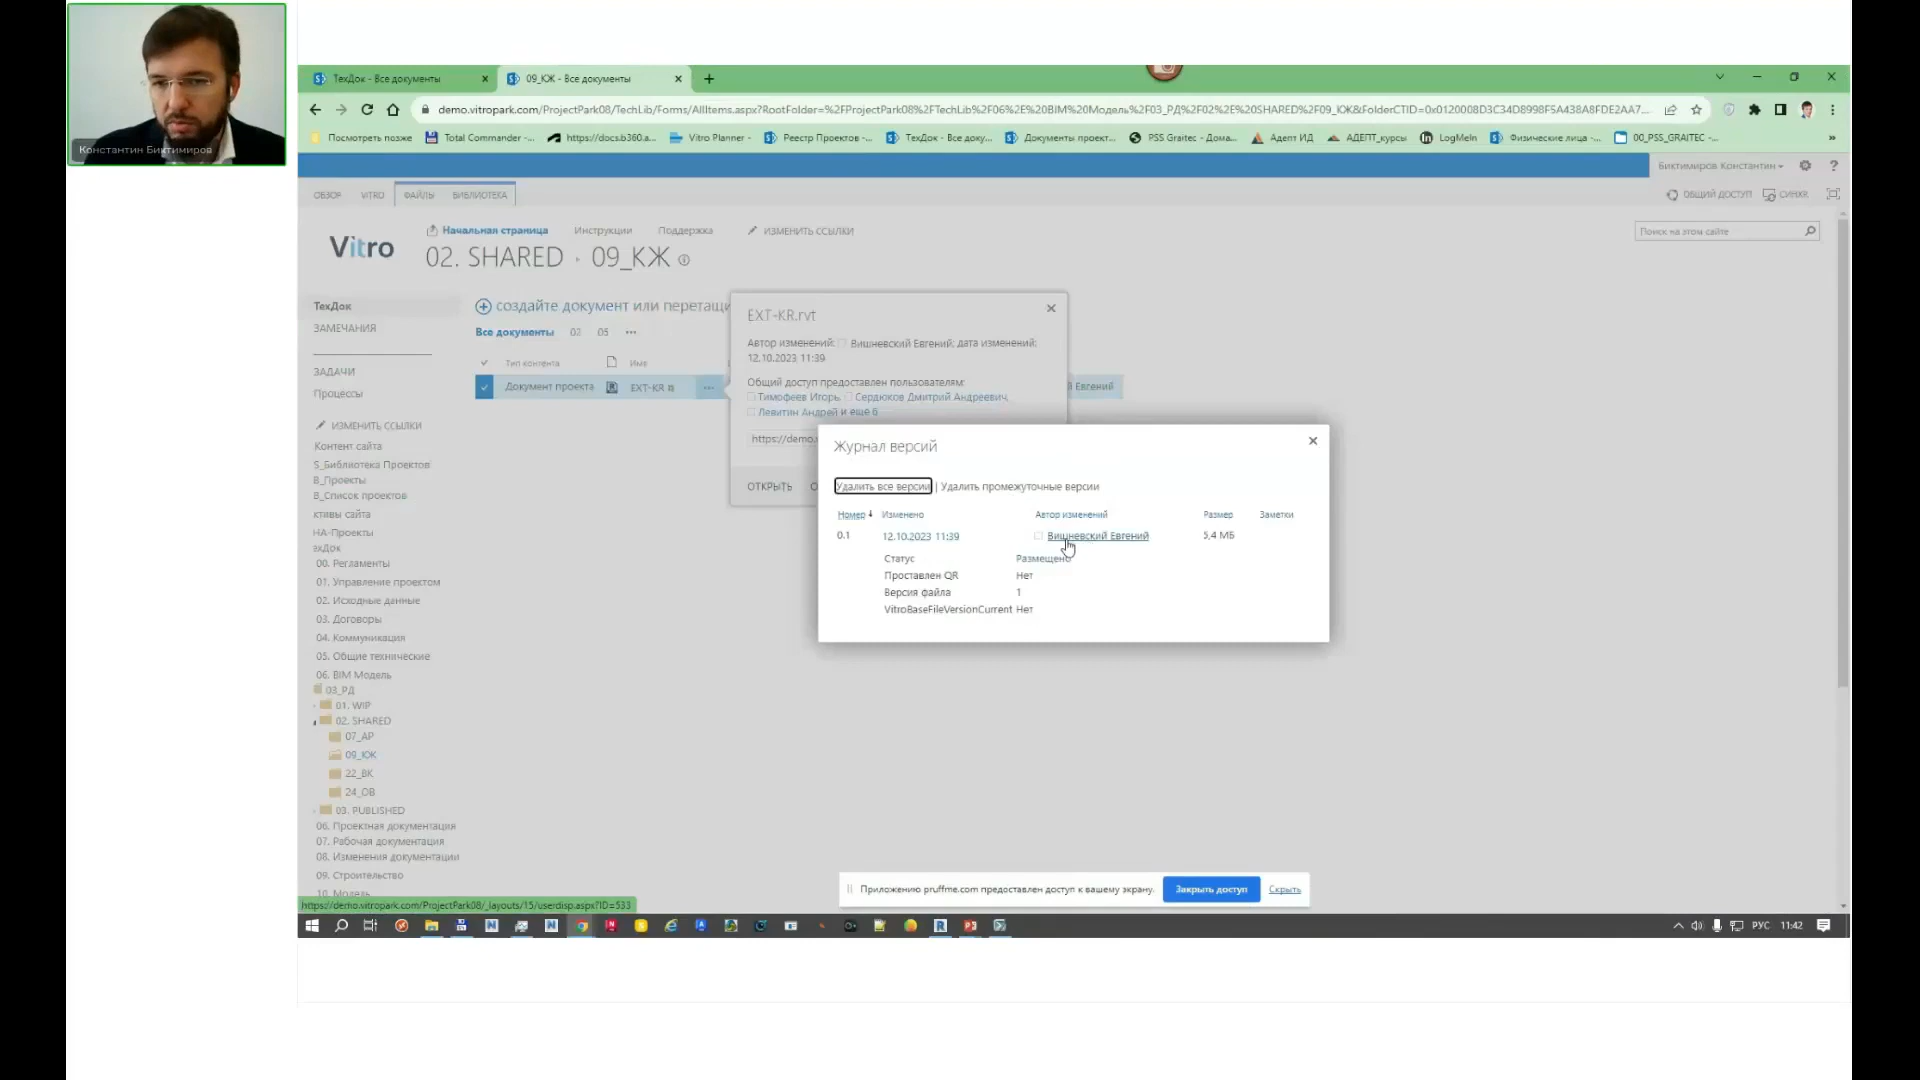 Константин Биктимиров
ТехДок - Все документы
09_КЖ - Все документы
demo.vitropark.com/ProjectPark08/TechLib/Forms/AllItems.aspx?RootFolder=%2FProjectPark08%2FTechLib%2F06%2E%20BIM%20Модель%2F03_РД%2F02%2E%20SHARED%2F09_КЖ&FolderCTID=0x0120008D3C34D8998F5A438A8FDE2AA7...
Посмотреть позже
Total Commander -...
https://docs.b360.a...
Vitro Planner -
Реестр Проектов -...
ТехДок - Все доку...
Документы проект...
PSS Graitec - Дома...
Адепт ИД
АДЕПТ_курсы
LogMeIn
Физические лица -...
00_PSS_GRAITEC -...
Биктимиров Константин
ОБЗОР
VITRO
ФАЙЛЫ
БИБЛИОТЕКА
ОБЩИЙ ДОСТУП
СИНХР.
Vitro
Начальная страница
Инструкции
Поддержка
ИЗМЕНИТЬ ССЫЛКИ
Поиск на этом сайте
02. SHARED › 09_КЖ
ТехДок
ЗАМЕЧАНИЯ
ЗАДАЧИ
Процессы
ИЗМЕНИТЬ ССЫЛКИ
Контент сайта
S_Библиотека Проектов
В_Проекты
В_Список проектов
ктивы сайта
НА-Проекты
ехДок
00. Регламенты
01. Управление проектом
02. Исходные данные
03. Договоры
04. Коммуникация
05. Общие технические
06. BIM Модель
03_РД
01. WIP
02. SHARED
07_АР
09_КЖ
22_ВК
24_ОВ
03. PUBLISHED
06. Проектная документация
07. Рабочая документация
08. Изменения документации
09. Строительство
10. Модель
создайте документ или перетащи
Все документы 02 05 ...
Тип контента
Имя
Документ проекта
EXT-KR
Евгений
EXT-KR.rvt
Автор изменений: Вишневский Евгений; дата изменений:
12.10.2023 11:39
Общий доступ предоставлен пользователям:
Тимофеев Игорь, Сердюков Дмитрий Андреевич,
Левитин Андрей и еще 6
https://demo.
ОТКРЫТЬ
Журнал версий
Удалить все версии | Удалить промежуточные версии
Номер ↓ Изменено Автор изменений Размер Заметки
0.1 12.10.2023 11:39 Вишневский Евгений 5,4 МБ
Статус Размещено
Проставлен QR Нет
Версия файла 1
VitroBaseFileVersionCurrent Нет
Приложению pruffme.com предоставлен доступ к вашему экрану.
Закрыть доступ
Скрыть
https://demo.vitropark.com/ProjectPark08/_layouts/15/userdisp.aspx?ID=533
РУС
11:42